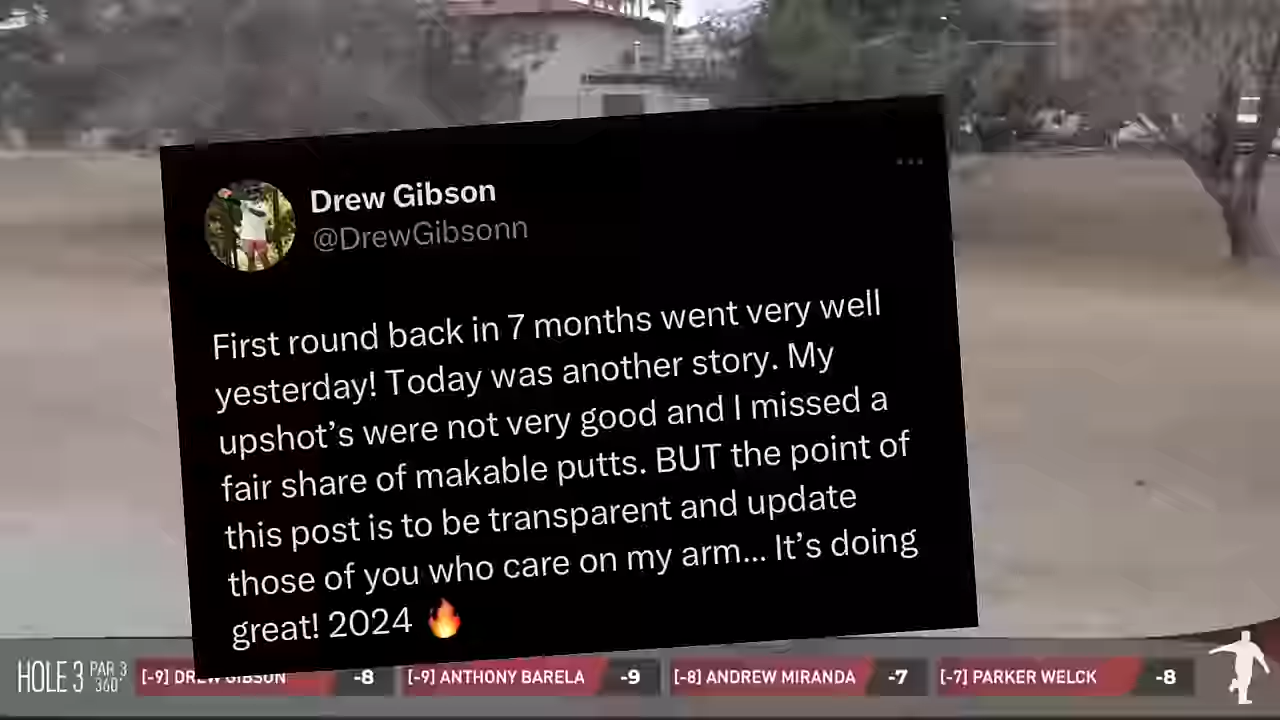 Drew Gibson
@DrewGibsonn
First round back in 7 months went very well
yesterday! Today was another story. My
upshot’s were not very good and I missed a
fair share of makable putts. BUT the point of
this post is to be transparent and update
those of you who care on my arm... It’s doing
great! 2024 🔥
HOLE 3 PAR 3 360' [-9] DREW GIBSON -8 [-9] ANTHONY BARELA -9 [-8] ANDREW MIRANDA -7 [-7] PARKER WELCK -8